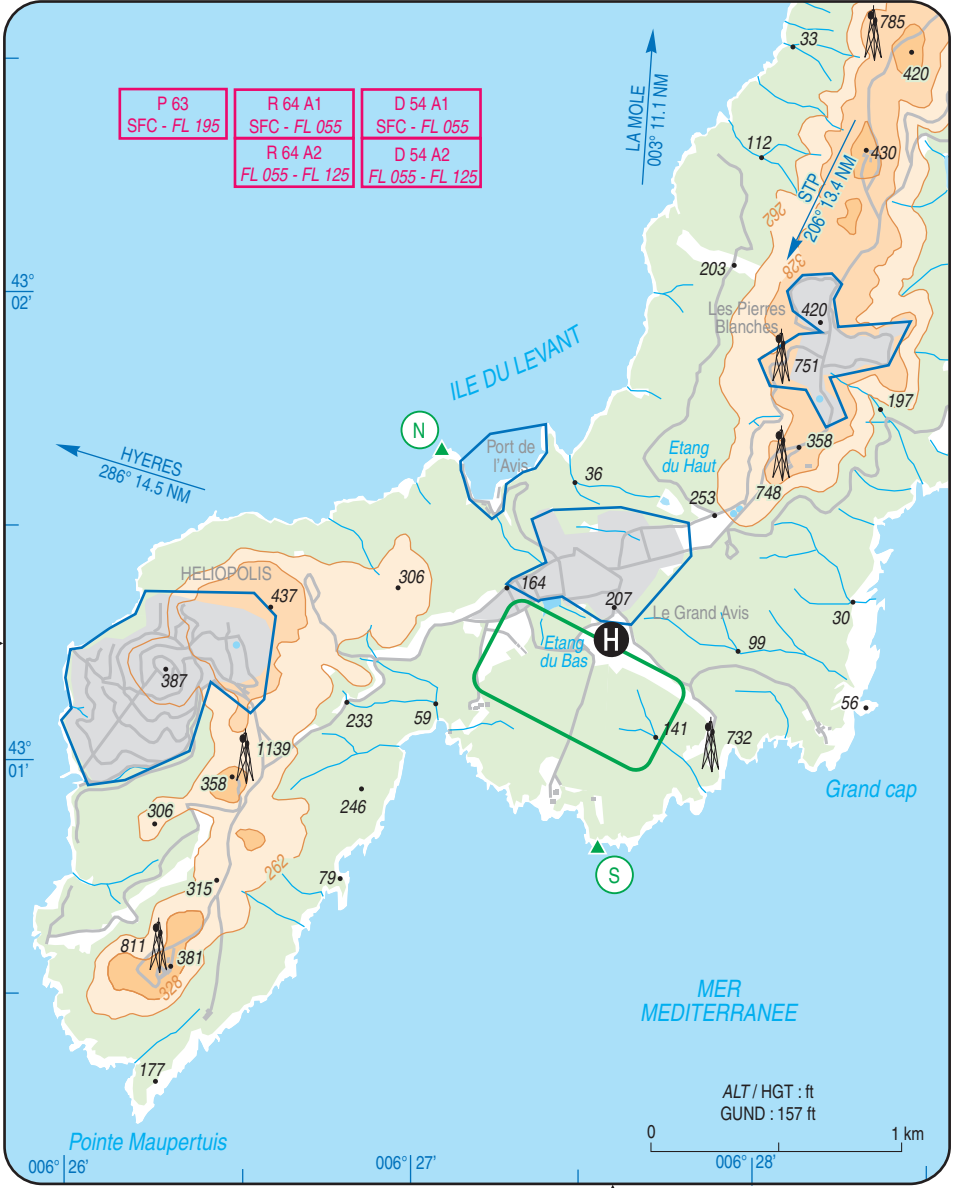 785
33
420
P 63
SFC - FL 195
R 64 A1
SFC - FL 055
R 64 A2
FL 055 - FL 125
D 54 A1
SFC - FL 055
D 54 A2
FL 055 - FL 125
LA MOLE
003° 11.1 NM
112
430
STP
206° 13.4 NM
262
328
203
43°
02'
Les Pierres
Blanches
420
751
ILE DU LEVANT
197
N
Port de
l'Avis
HYERES
286° 14.5 NM
Etang
du Haut
358
36
748
253
HELIOPOLIS
306
164
437
207
Le Grand Avis
30
H
Etang
du Bas
99
387
233
59
56
141
732
43°
01'
1139
358
246
Grand cap
306
262
S
315
79
811
381
328
MER
MEDITERRANEE
177
ALT / HGT : ft
GUND : 157 ft
0
1 km
Pointe Maupertuis
006° 26'
006° 27'
006° 28'